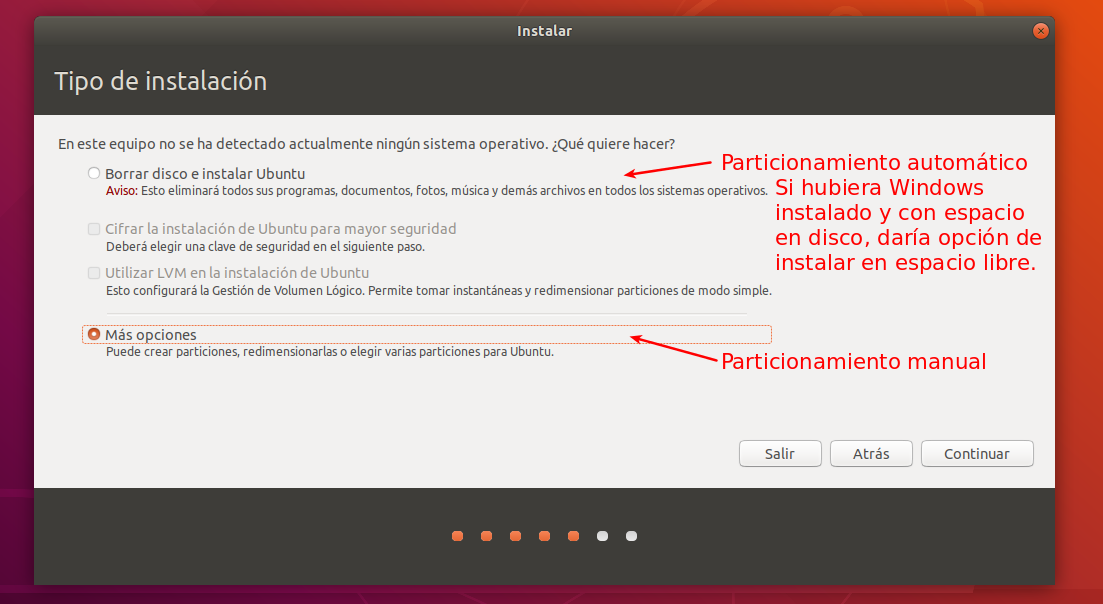 Instalar
Tipo de instalación
En este equipo no se ha detectado actualmente ningún sistema operativo. ¿Qué quiere hacer?
Borrar disco e instalar Ubuntu
Aviso: Esto eliminará todos sus programas, documentos, fotos, música y demás archivos en todos los sistemas operativos.
Particionamiento automático
Si hubiera Windows
instalado y con espacio
en disco, daría opción de
instalar en espacio libre.
Cifrar la instalación de Ubuntu para mayor seguridad
Deberá elegir una clave de seguridad en el siguiente paso.
Utilizar LVM en la instalación de Ubuntu
Esto configurará la Gestión de Volumen Lógico. Permite tomar instantáneas y redimensionar particiones de modo simple.
Más opciones
Puede crear particiones, redimensionarlas o elegir varias particiones para Ubuntu.
Particionamiento manual
Salir
Atrás
Continuar